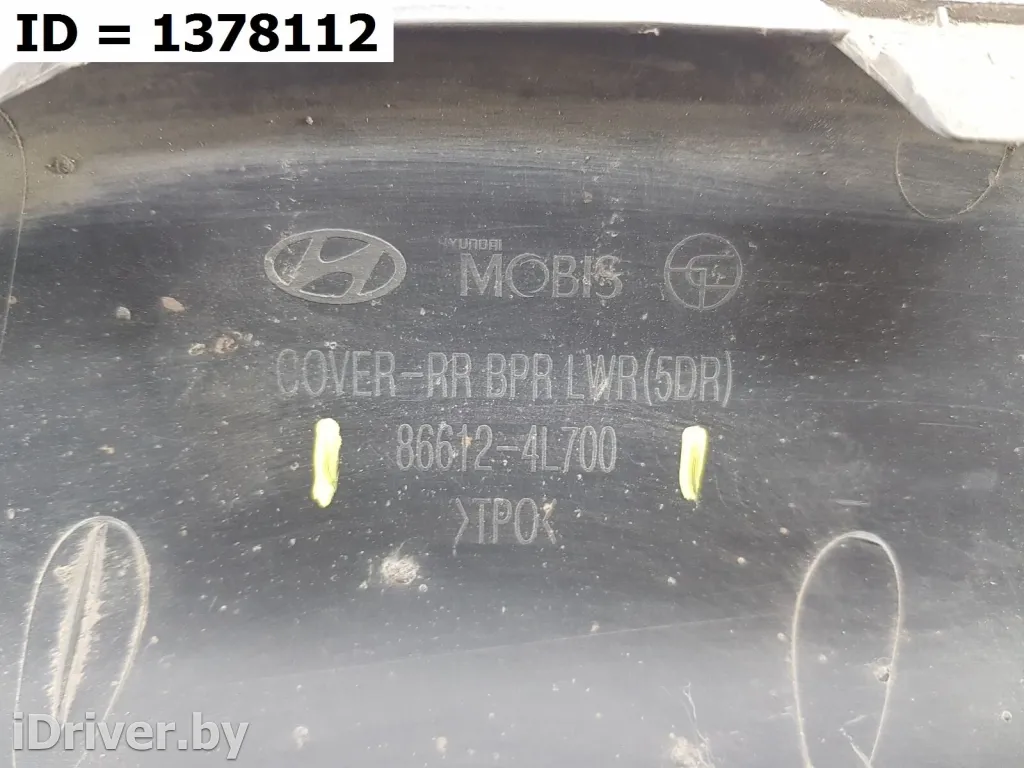 ID = 1378112
HYUNDAI
MOBIS
COVER-RR BPR LWR(5DR)
86612-4L700
>TPO<
iDriver.by